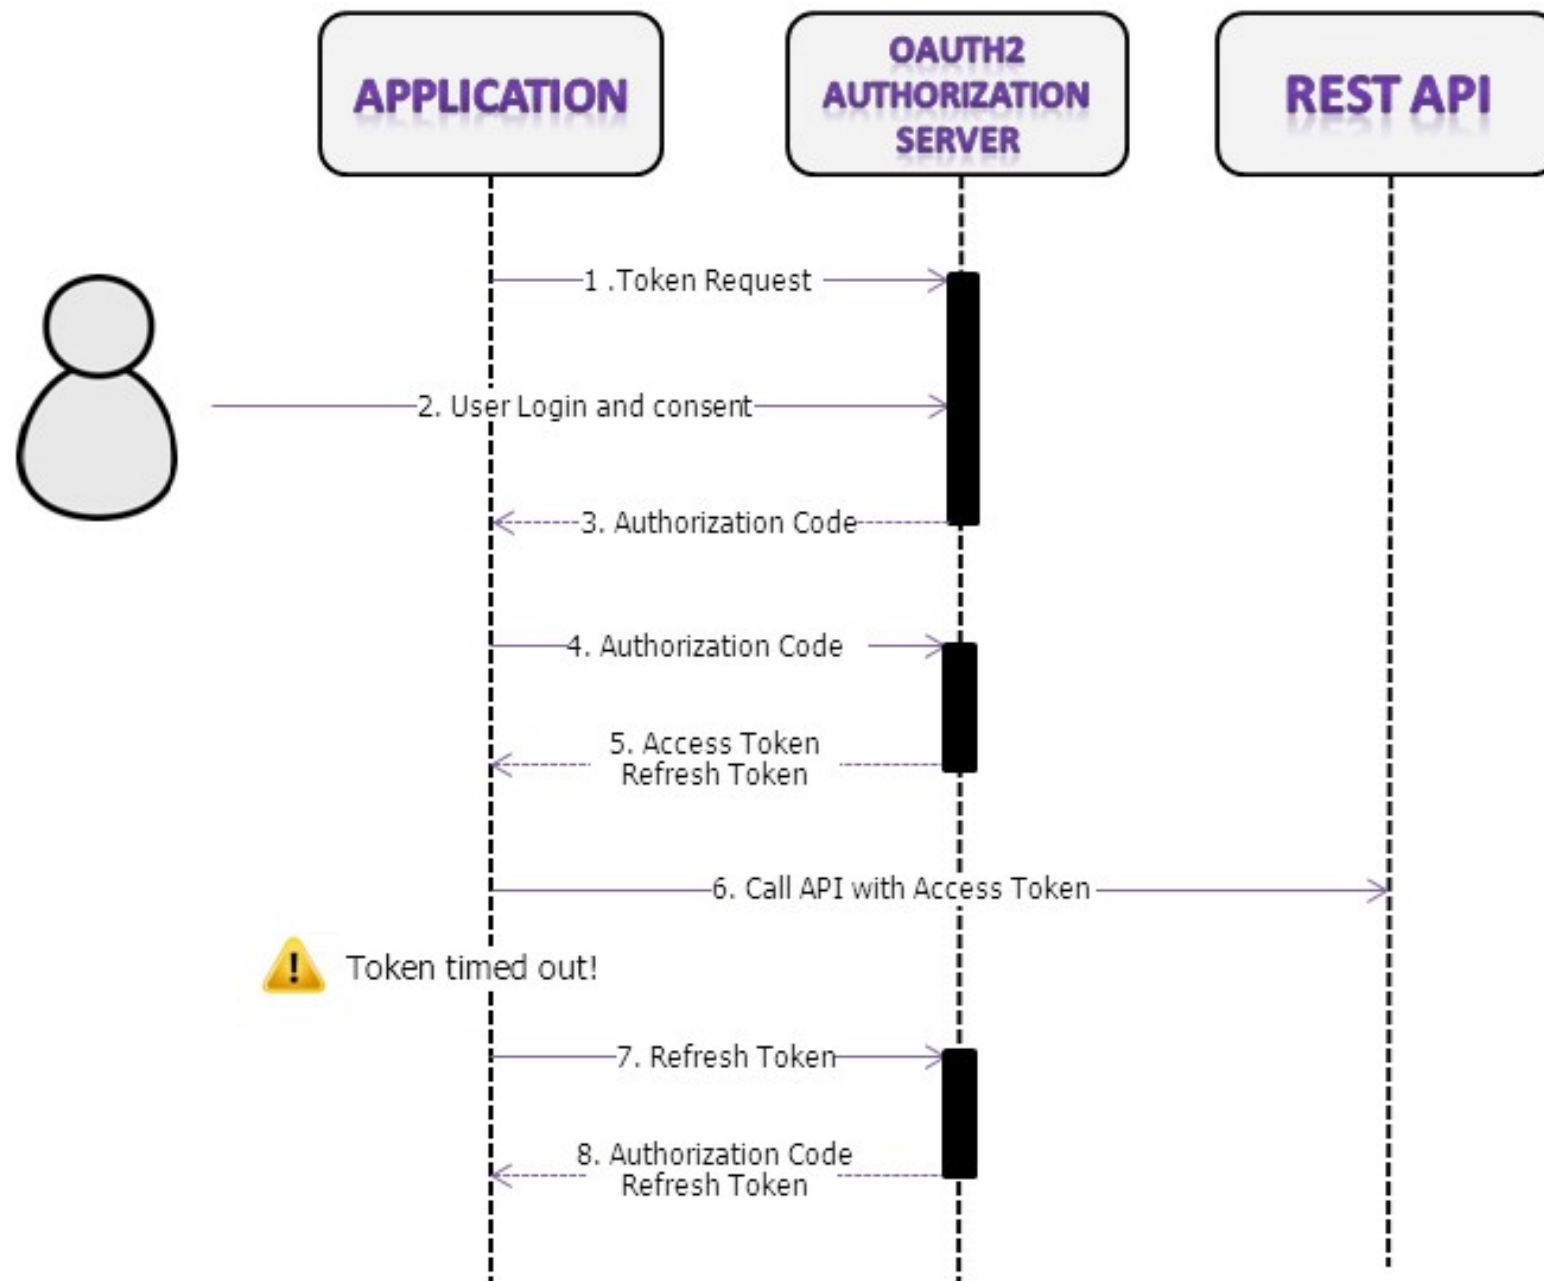 APPLICATION
OAUTH2
AUTHORIZATION
SERVER
REST API
1 .Token Request
2. User Login and consent
3. Authorization Code
4. Authorization Code
5. Access Token
Refresh Token
6. Call API with Access Token
Token timed out!
7. Refresh Token
8. Authorization Code
Refresh Token